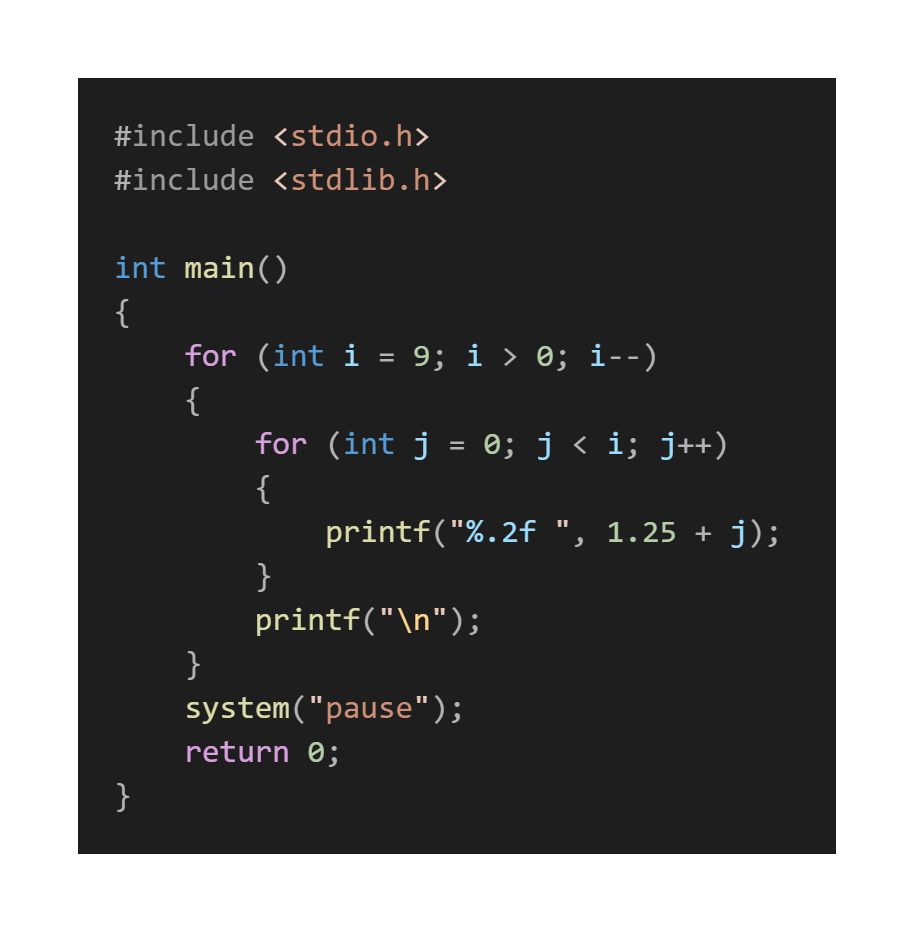 #include <stdio.h>
#include <stdlib.h>

int main()
{
    for (int i = 9; i > 0; i--)
    {
        for (int j = 0; j < i; j++)
        {
            printf("%.2f ", 1.25 + j);
        }
        printf("\n");
    }
    system("pause");
    return 0;
}